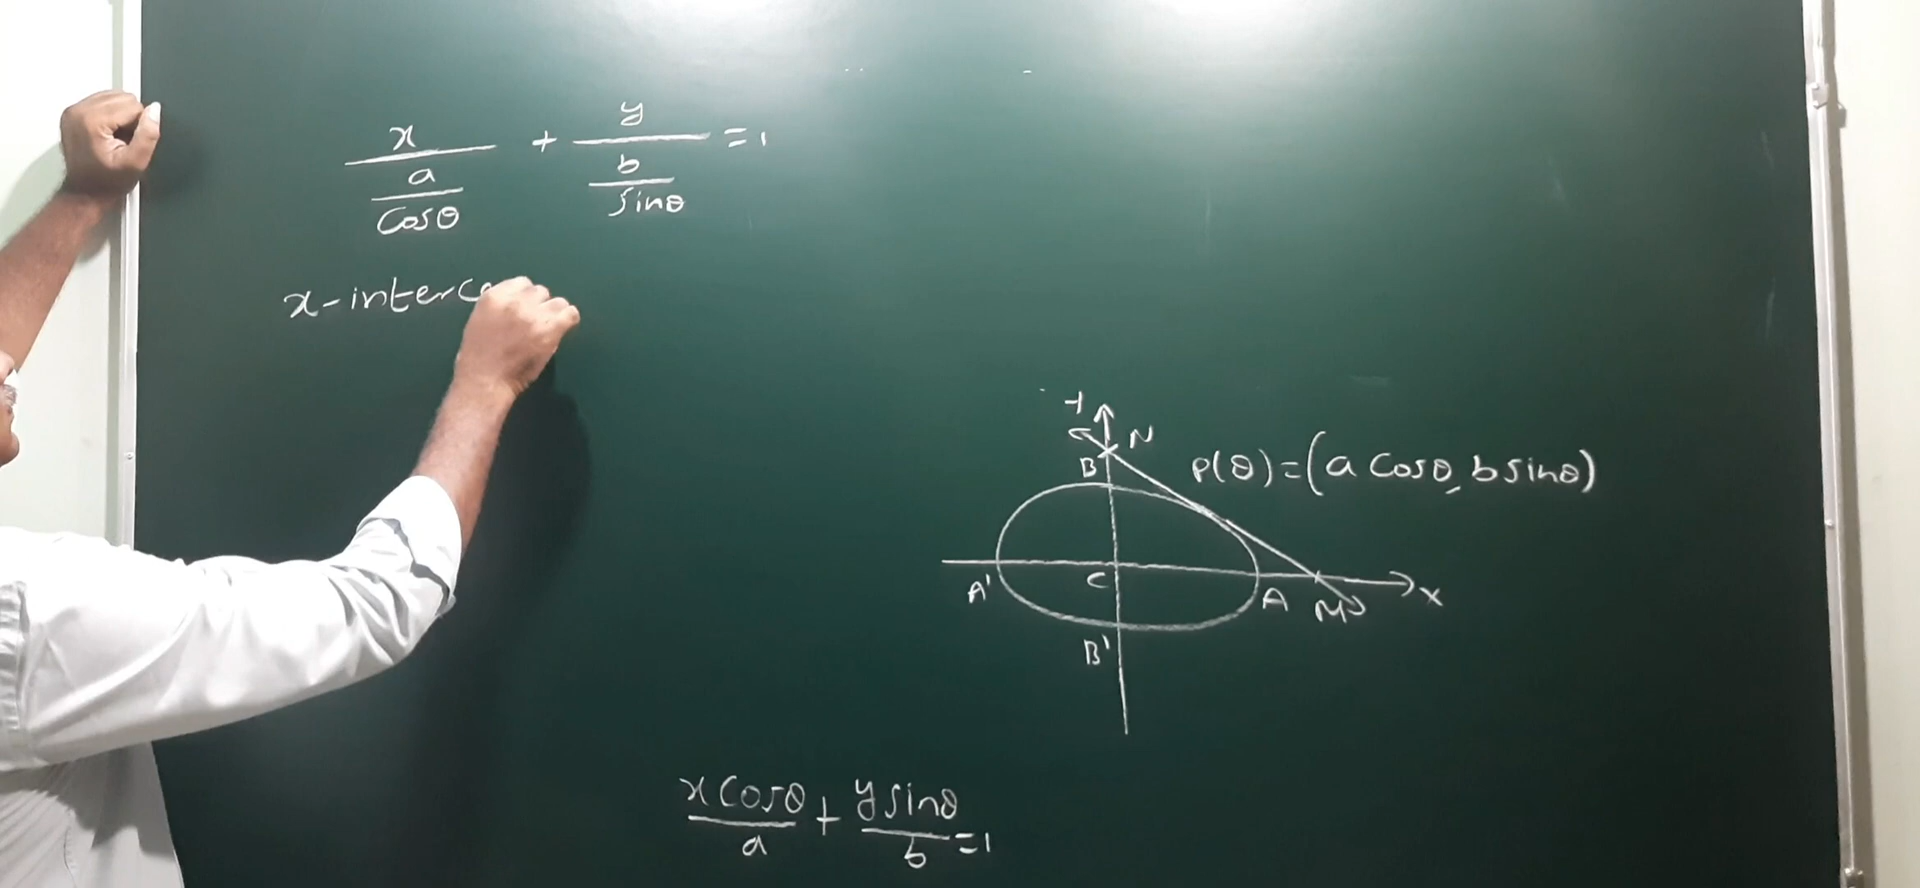 x / (a / Cosθ) + y / (b / sinθ) = 1
x-interc
Y
N
B
P(θ)=(a Cosθ, b sinθ)
A' C A M X
B'
x Cosθ / a + y sinθ / b = 1